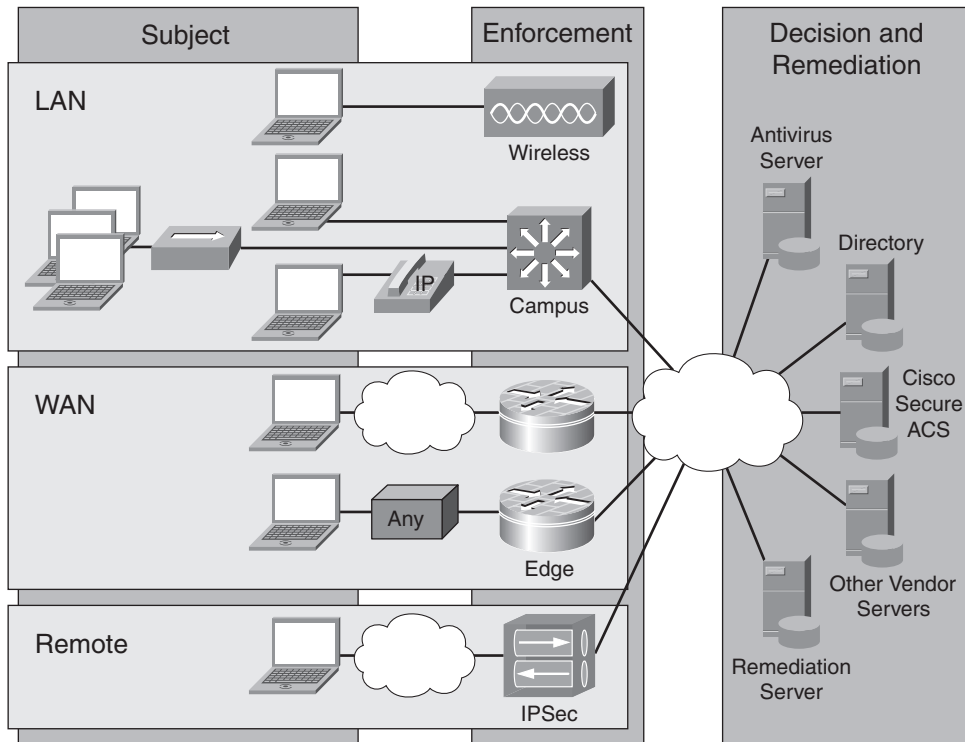 Subject
Enforcement
Decision and
Remediation
LAN
Wireless
IP
Campus
WAN
Any
Edge
Remote
IPSec
Antivirus
Server
Directory
Cisco
Secure
ACS
Other Vendor
Servers
Remediation
Server